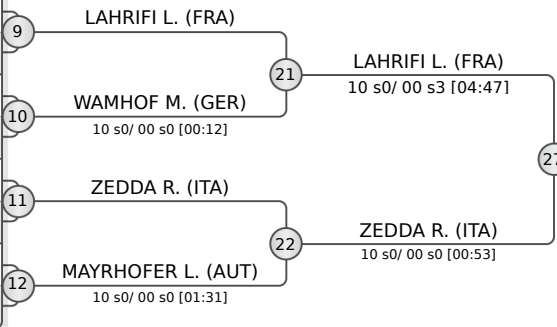 9
LAHRIFI L. (FRA)
21
LAHRIFI L. (FRA)
10 s0/ 00 s3 [04:47]
10
WAMHOF M. (GER)
10 s0/ 00 s0 [00:12]
27
11
ZEDDA R. (ITA)
22
ZEDDA R. (ITA)
10 s0/ 00 s0 [00:53]
12
MAYRHOFER L. (AUT)
10 s0/ 00 s0 [01:31]